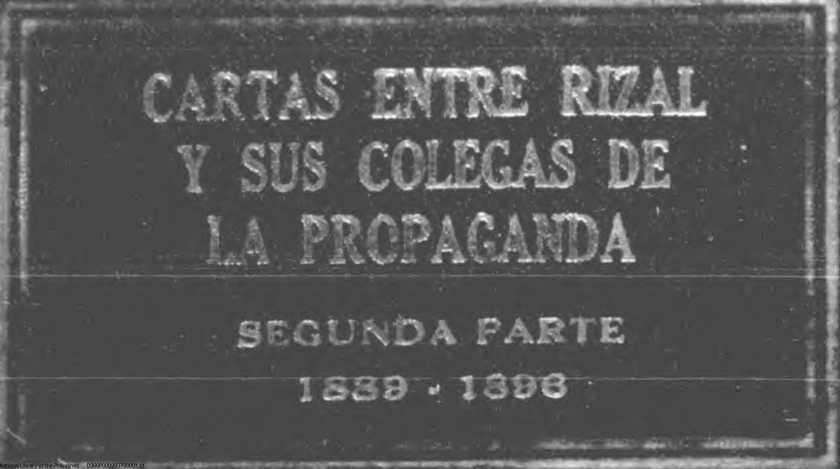 CARTAS ENTRE RIZAL
Y SUS COLEGAS DE
LA PROPAGANDA
SEGUNDA PARTE
1889 - 1896